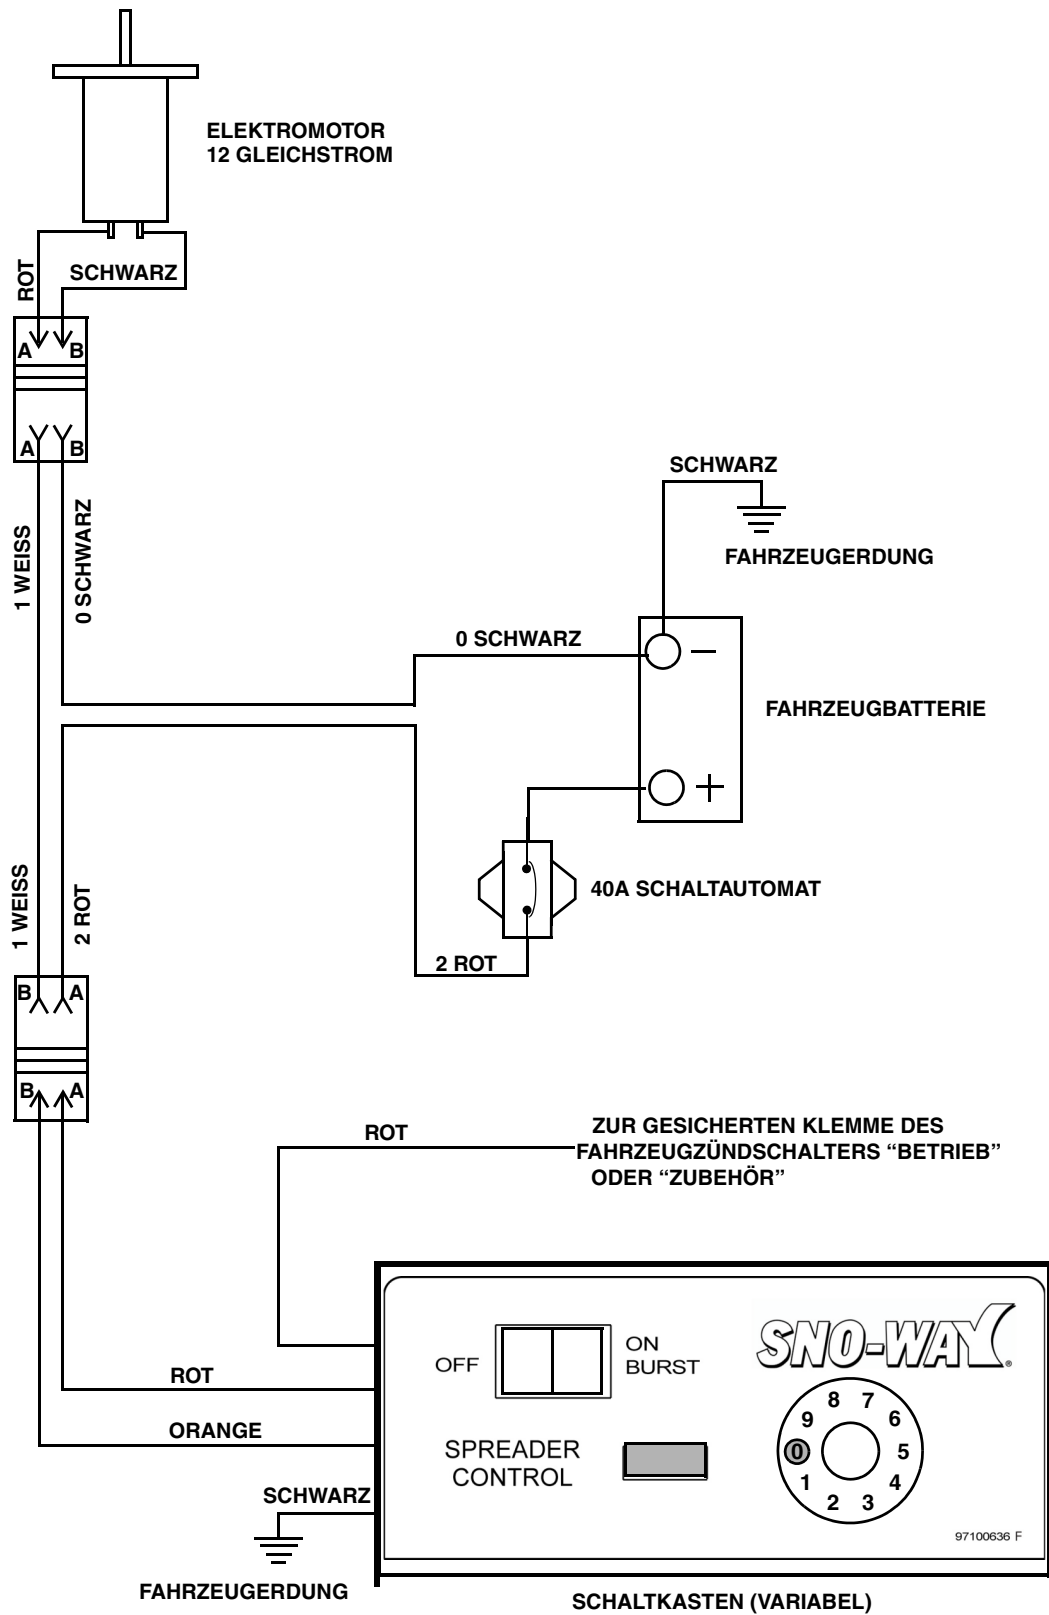 ELEKTROMOTOR
12 GLEICHSTROM
ROT
SCHWARZ
A B
A B
1 WEISS
0 SCHWARZ
SCHWARZ
FAHRZEUGERDUNG
0 SCHWARZ
FAHRZEUGBATTERIE
40A SCHALTAUTOMAT
2 ROT
1 WEISS
2 ROT
B A
B A
ROT
ZUR GESICHERTEN KLEMME DES
FAHRZEUGZÜNDSCHALTERS “BETRIEB”
ODER “ZUBEHÖR”
ROT
ORANGE
SCHWARZ
FAHRZEUGERDUNG
OFF
ON
BURST
SNO-WAY®
SPREADER
CONTROL
0 1 2 3 4 5 6 7 8 9
97100636 F
SCHALTKASTEN (VARIABEL)